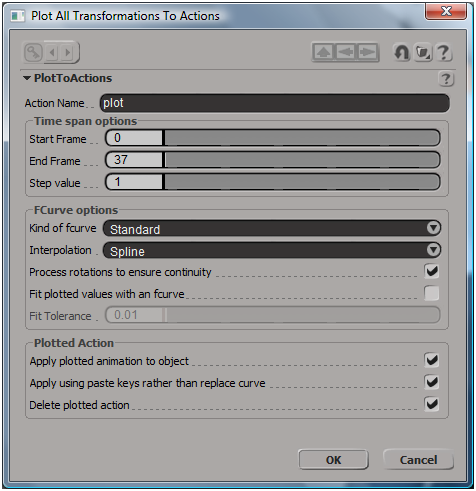 Plot All Transformations To Actions
PlotToActions
Action Name plot
Time span options
Start Frame 0
End Frame 37
Step value 1
FCurve options
Kind of fcurve Standard
Interpolation Spline
Process rotations to ensure continuity
Fit plotted values with an fcurve
Fit Tolerance 0.01
Plotted Action
Apply plotted animation to object
Apply using paste keys rather than replace curve
Delete plotted action
OK Cancel